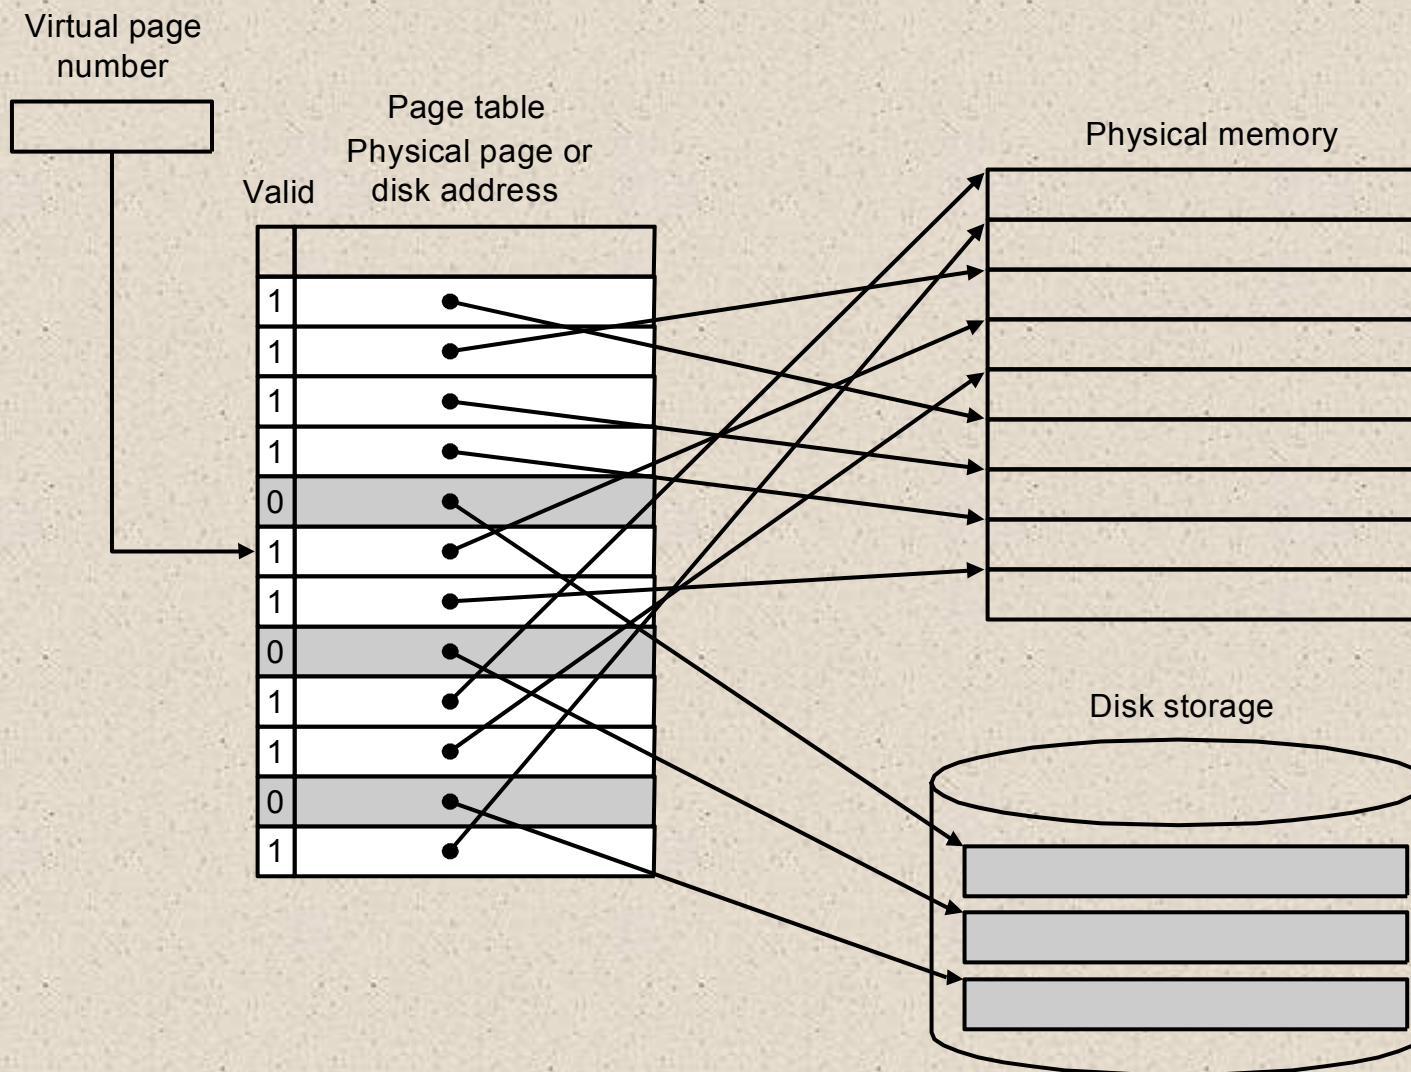 Virtual page
number
Page table
Physical page or
disk address
Valid
1
1
1
1
0
1
1
0
1
1
0
1
Physical memory
Disk storage